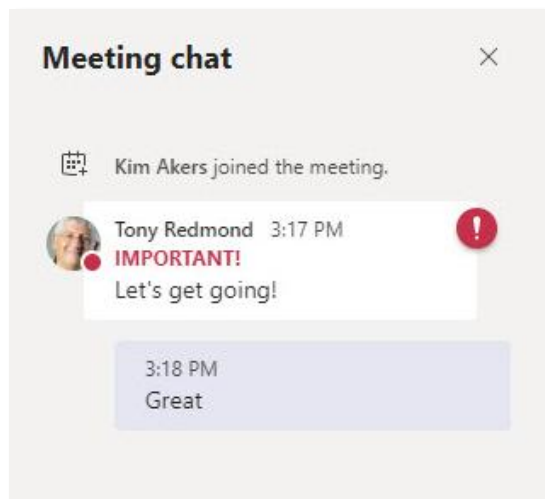 Meeting chat
Kim Akers joined the meeting.
Tony Redmond 3:17 PM
IMPORTANT!
Let's get going!
3:18 PM
Great